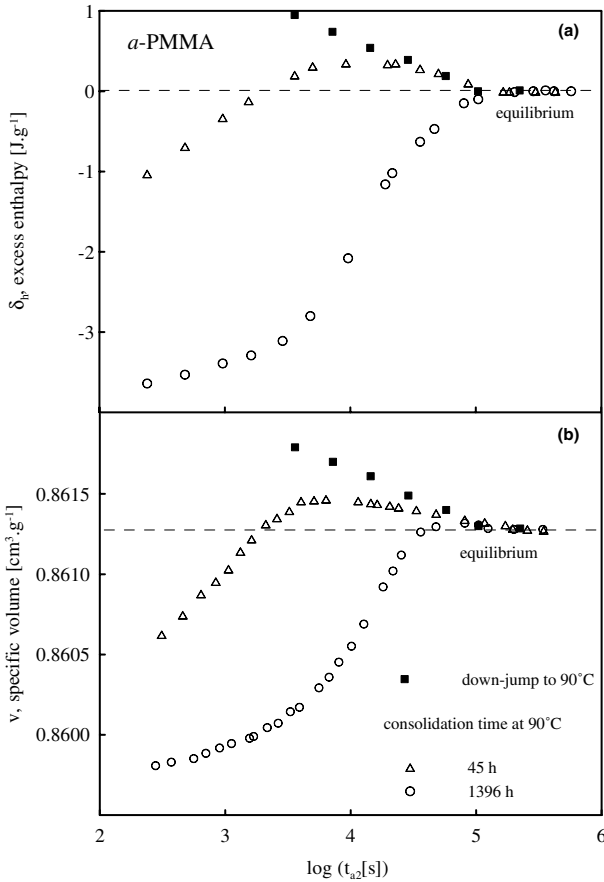 a-PMMA
(a)
1
0
-1
-2
-3
equilibrium
δh, excess enthalpy [J.g-1]
(b)
0.8615
0.8610
0.8605
0.8600
equilibrium
v, specific volume [cm3.g-1]
down-jump to 90˚C
consolidation time at 90˚C
45 h
1396 h
2 3 4 5 6
log (ta2[s])